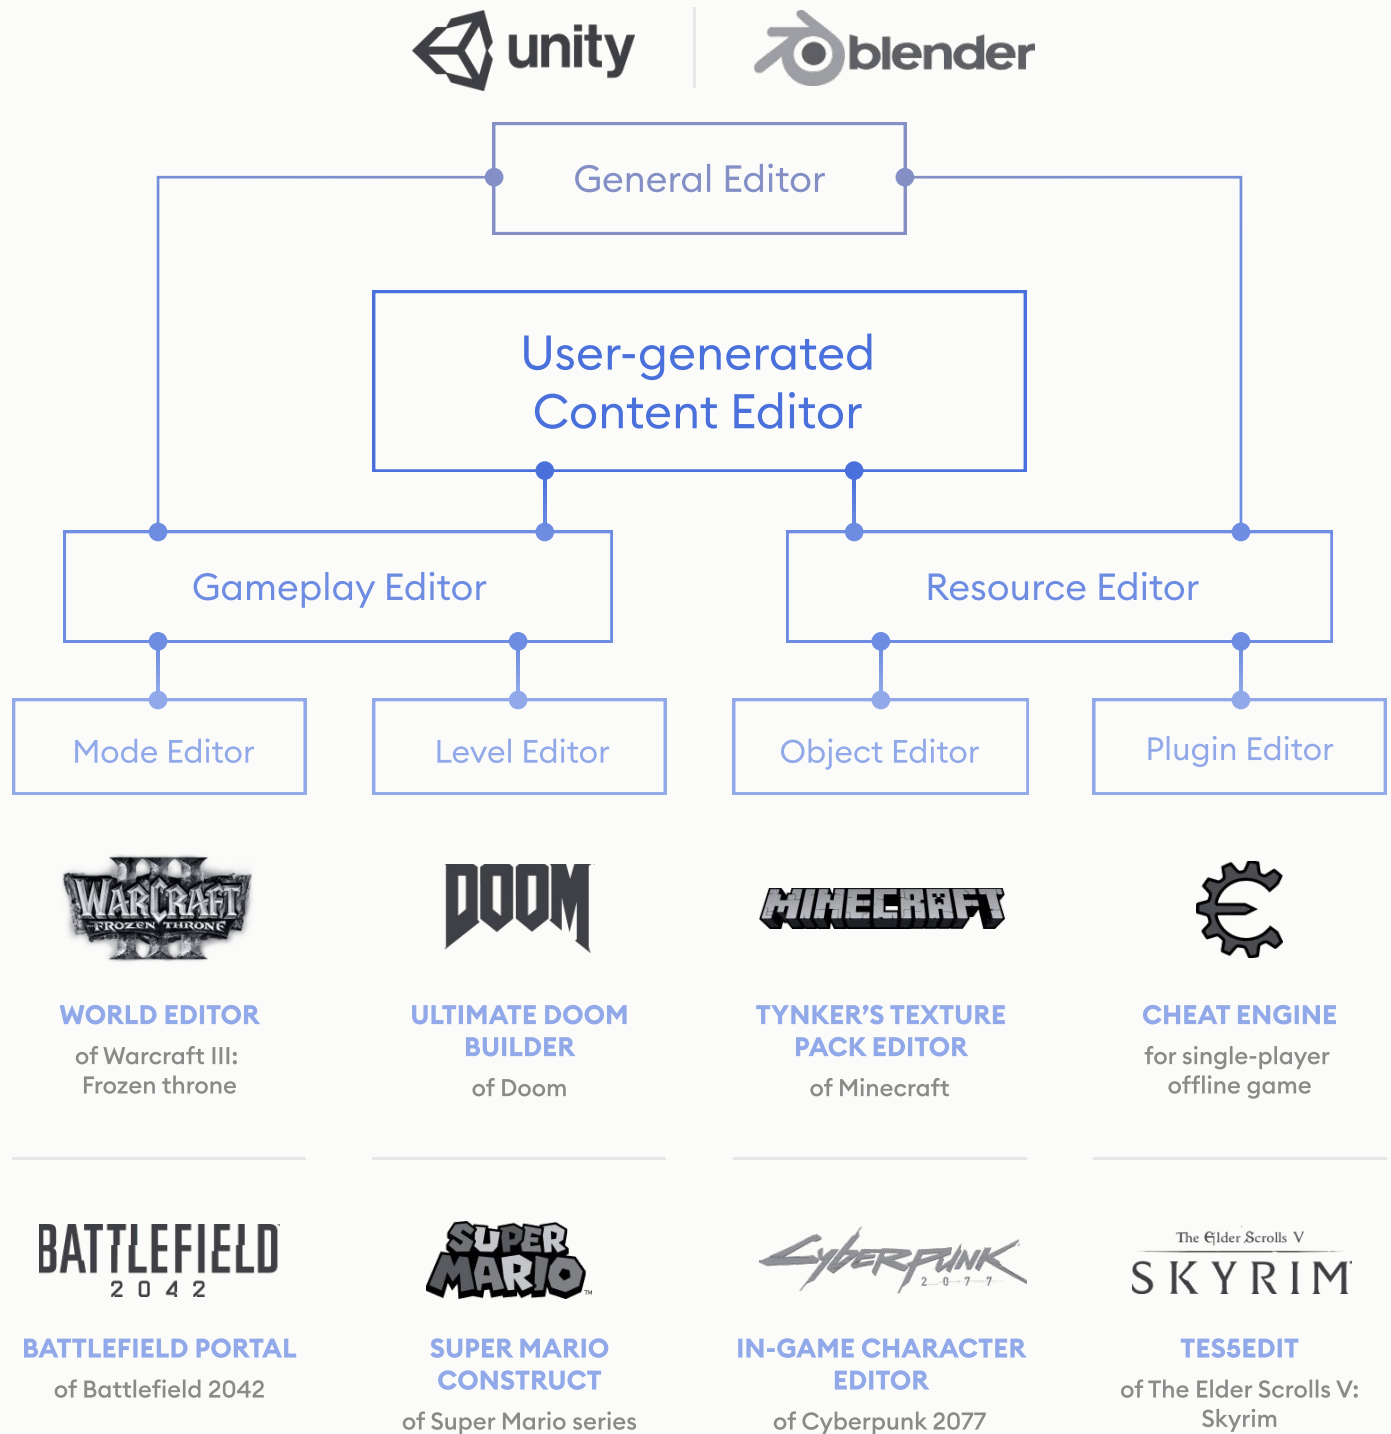 unity
blender
General Editor
User-generated
Content Editor
Gameplay Editor
Resource Editor
Mode Editor
Level Editor
Object Editor
Plugin Editor
WARCRAFT
III
FROZEN THRONE
WORLD EDITOR
of Warcraft III:
Frozen throne
DOOM
ULTIMATE DOOM
BUILDER
of Doom
MINECRAFT
TYNKER'S TEXTURE
PACK EDITOR
of Minecraft
CHEAT ENGINE
for single-player
offline game
BATTLEFIELD
2042
BATTLEFIELD PORTAL
of Battlefield 2042
SUPER
MARIO™
SUPER MARIO
CONSTRUCT
of Super Mario series
CYBERPUNK
2077
IN-GAME CHARACTER
EDITOR
of Cyberpunk 2077
The Elder Scrolls V
SKYRIM
TES5EDIT
of The Elder Scrolls V:
Skyrim